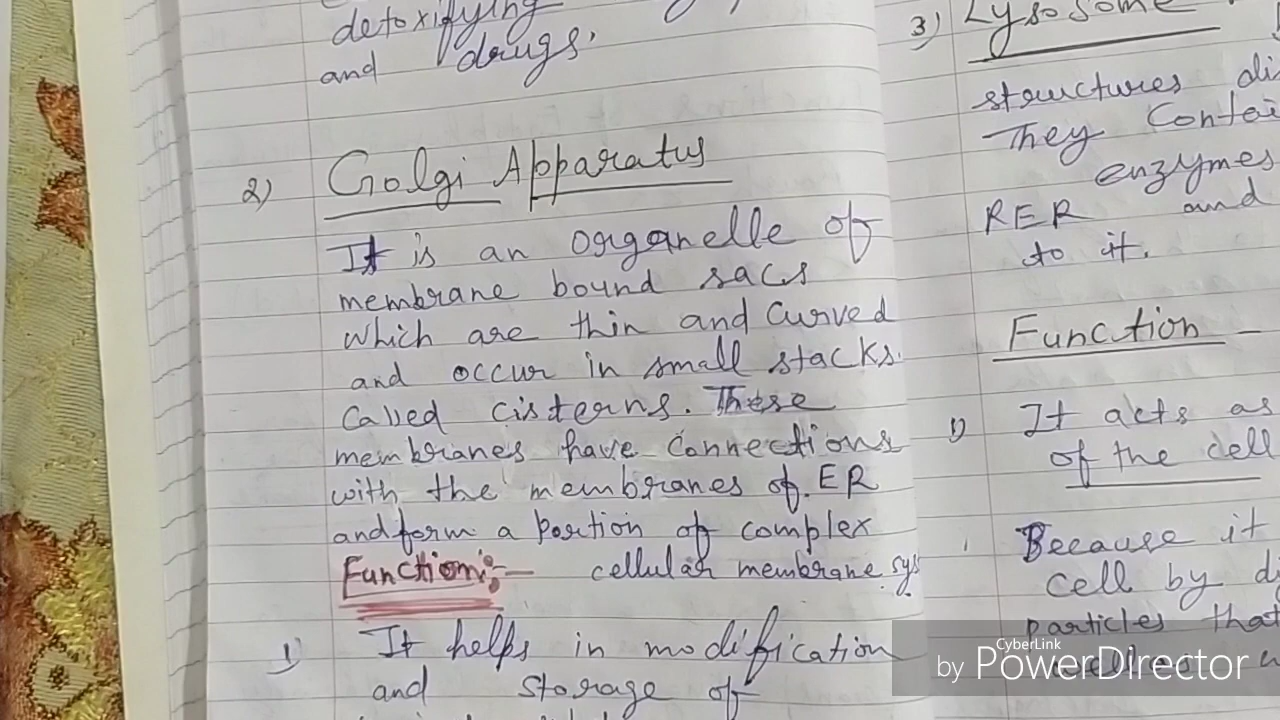 detoxifying
and drugs.
2) Golgi Apparatus
It is an organelle of
membrane bound sacs
which are thin and curved
and occur in small stacks.
Called cisterns. These
membranes have connections
with the membranes of ER
and form a portion of complex
Function:- cellular membrane sys.
1) It helps in modification
and storage of
3) Lysosome
structures
They
enzymes
RER and
to it.
Function -
1) It acts as
of the cell
Because it
cell by
particles that
CyberLink
by PowerDirector